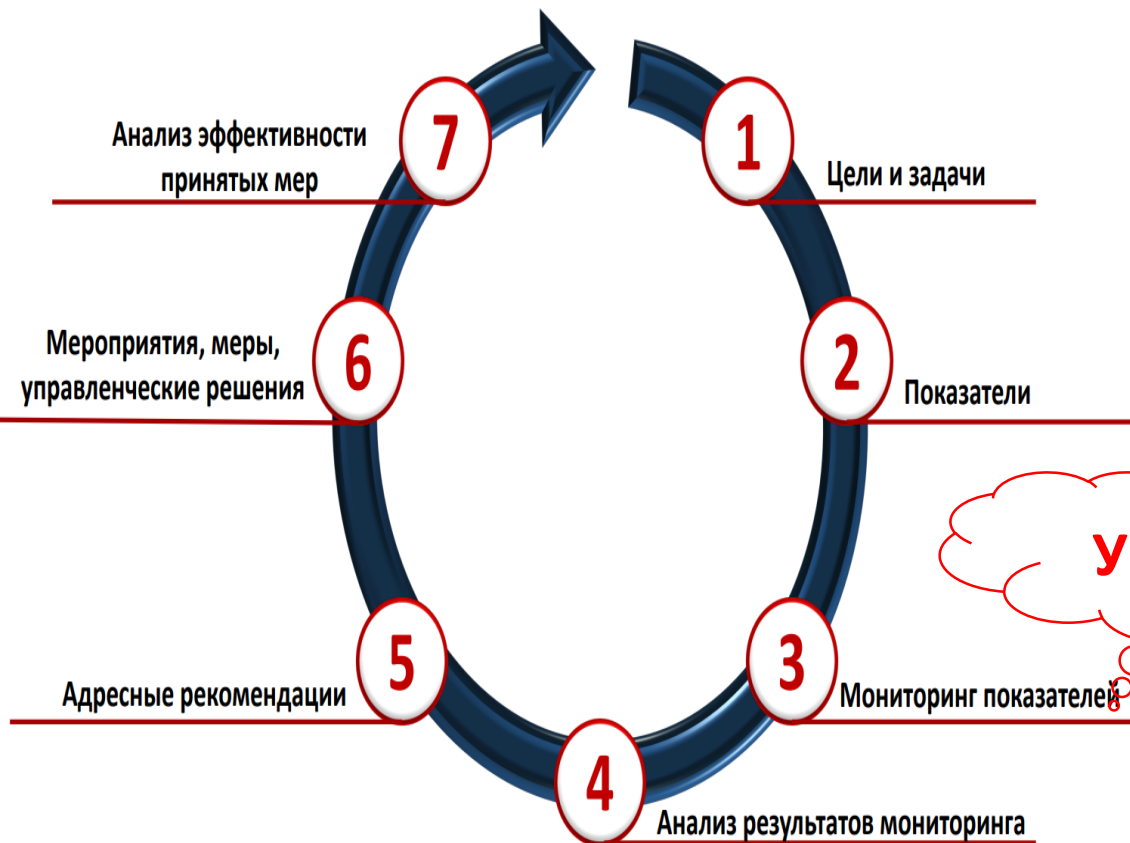 1
Цели и задачи
2
Показатели
У
3
Мониторинг показателей
4
Анализ результатов мониторинга
5
Адресные рекомендации
6
Мероприятия, меры,
управленческие решения
7
Анализ эффективности
принятых мер